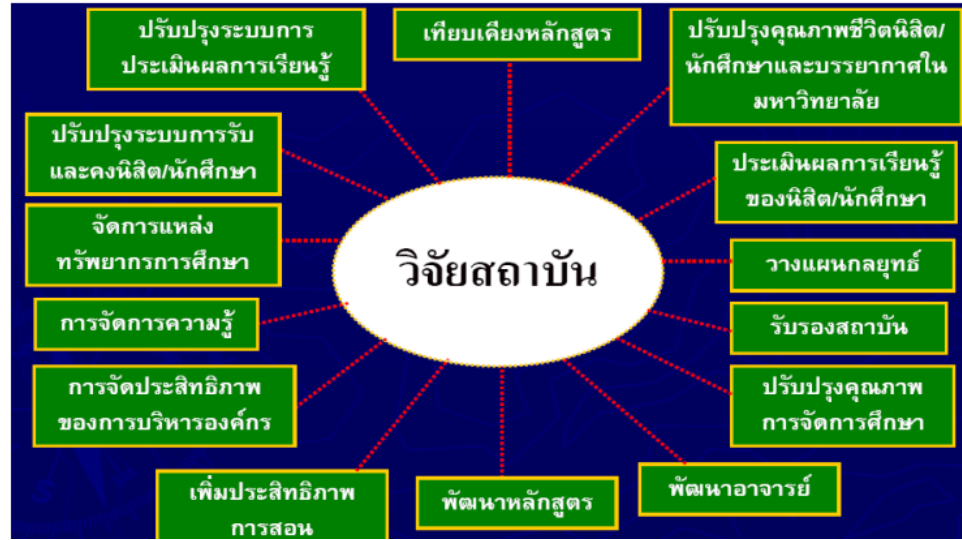 ปรับปรุงระบบการ
ประเมินผลการเรียนรู้
เทียบเคียงหลักสูตร
ปรับปรุงคุณภาพชีวิตนิสิต/
นักศึกษาและบรรยากาศใน
มหาวิทยาลัย
ปรับปรุงระบบการรับ
และคงนิสิต/นักศึกษา
ประเมินผลการเรียนรู้
ของนิสิต/นักศึกษา
จัดการแหล่ง
ทรัพยากรการศึกษา
วิจัยสถาบัน
วางแผนกลยุทธ์
การจัดการความรู้
รับรองสถาบัน
การจัดประสิทธิภาพ
ของการบริหารองค์กร
ปรับปรุงคุณภาพ
การจัดการศึกษา
เพิ่มประสิทธิภาพ
การสอน
พัฒนาหลักสูตร
พัฒนาอาจารย์